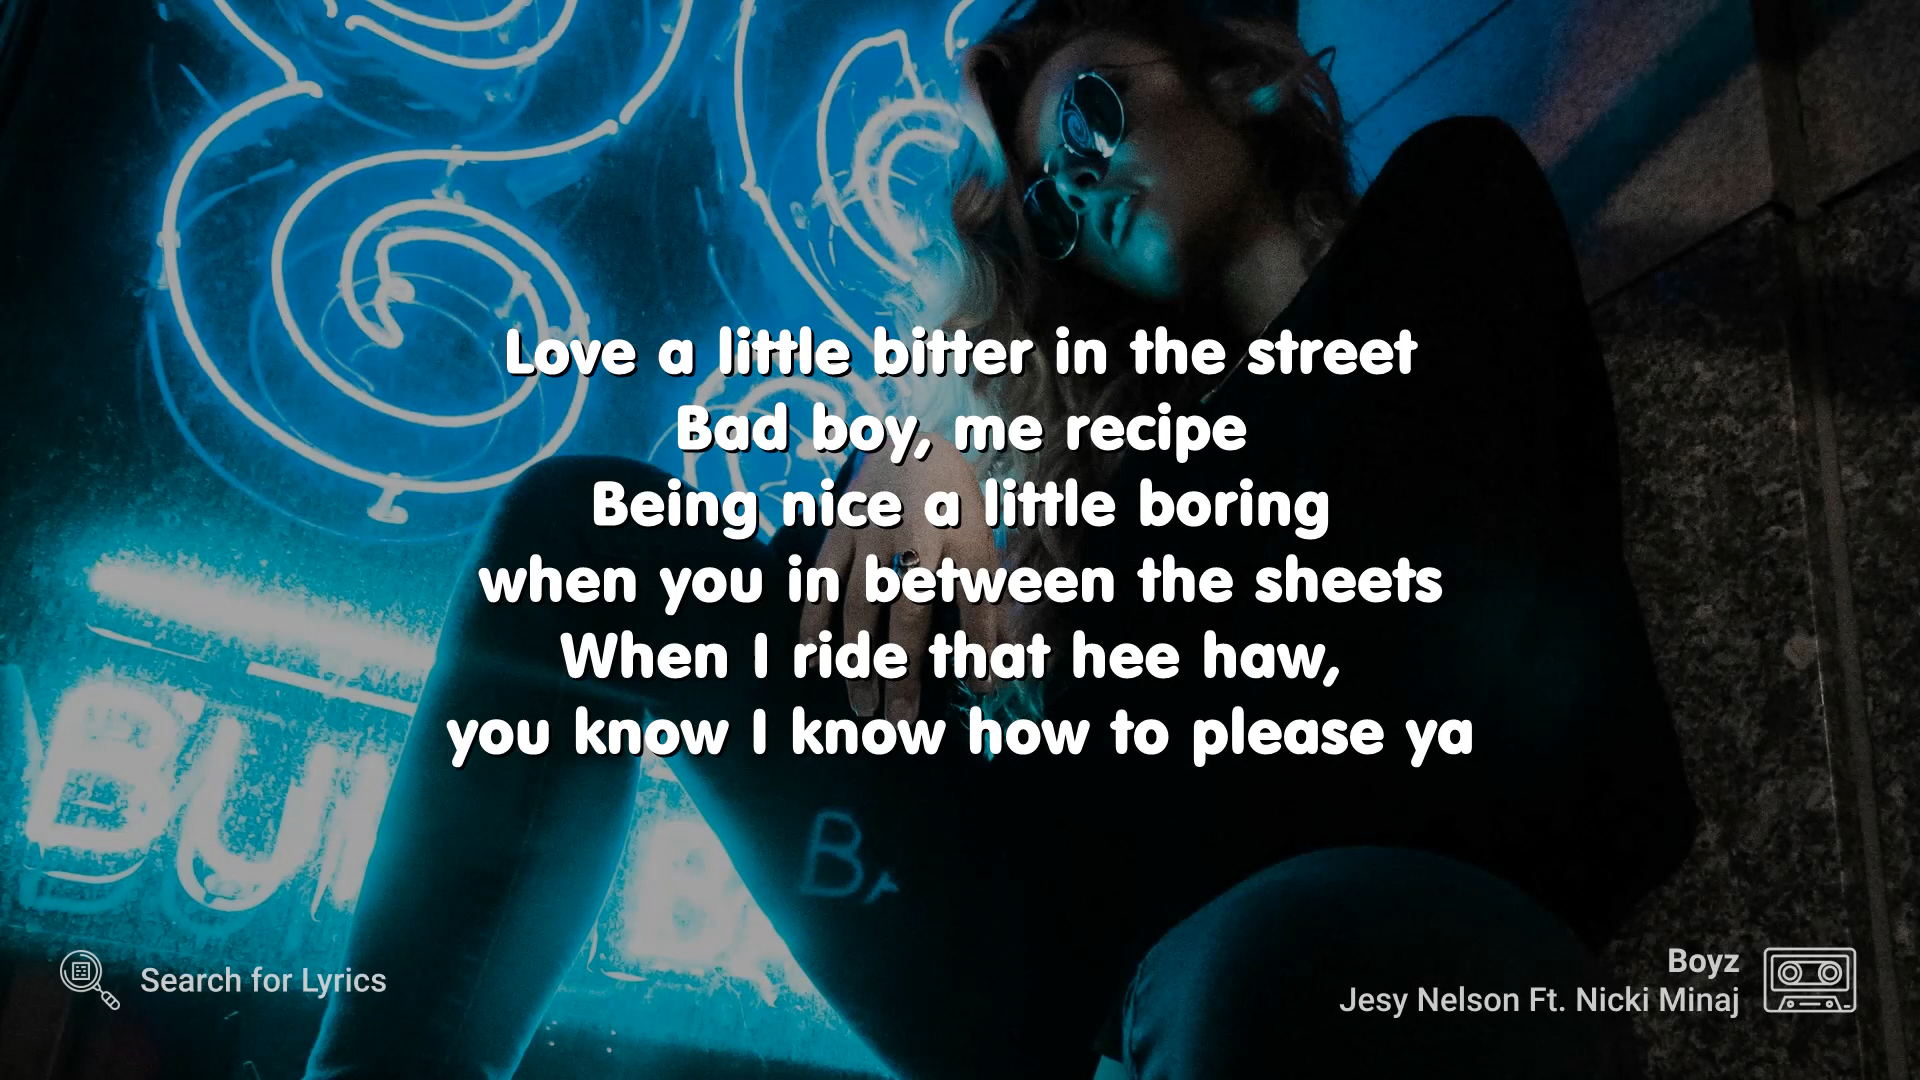 Love a little bitter in the street
Bad boy, me recipe
Being nice a little boring
when you in between the sheets
When I ride that hee haw,
you know I know how to please ya
Search for Lyrics
Boyz
Jesy Nelson Ft. Nicki Minaj